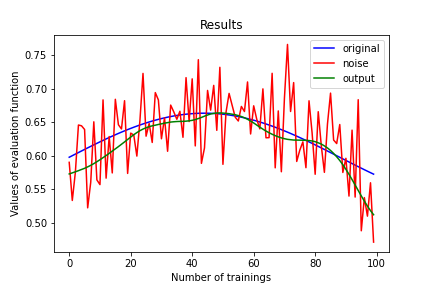 Results
original
noise
output
Values of evaluation function
0.75
0.70
0.65
0.60
0.55
0.50
0
20
40
60
80
100
Number of trainings